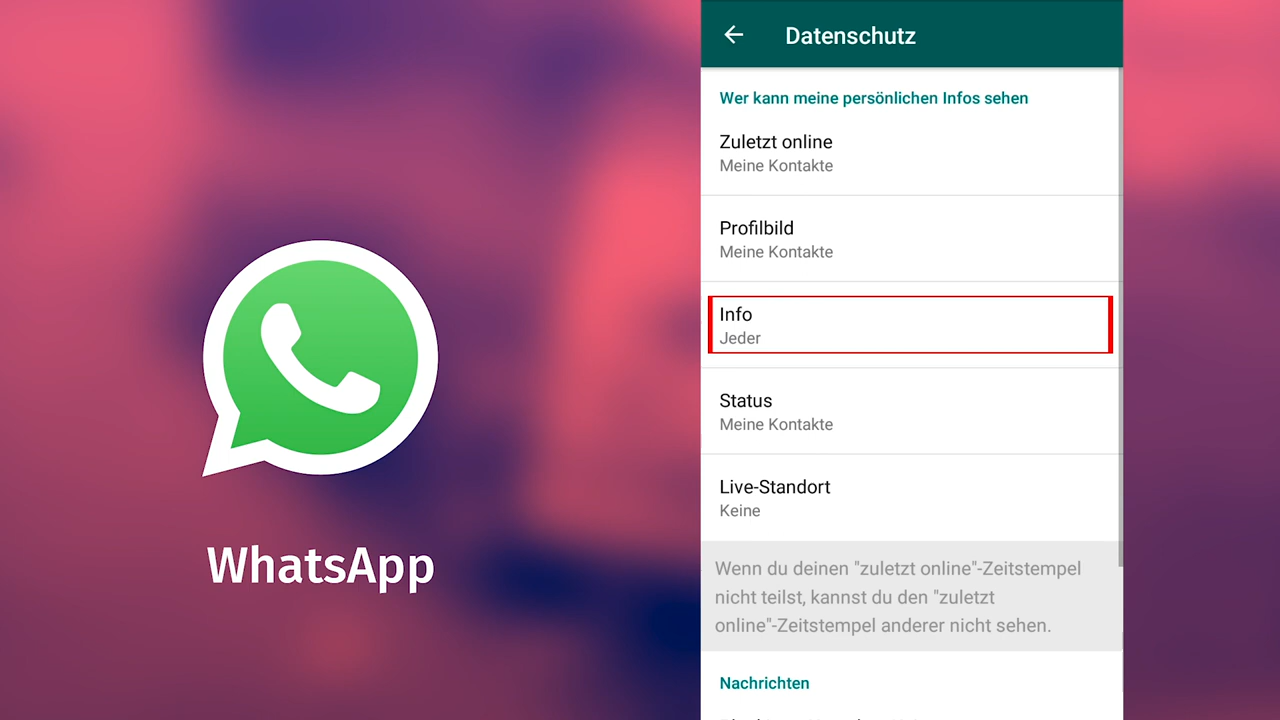 WhatsApp
Datenschutz
Wer kann meine persönlichen Infos sehen
Zuletzt online
Meine Kontakte
Profilbild
Meine Kontakte
Info
Jeder
Status
Meine Kontakte
Live-Standort
Keine
Wenn du deinen "zuletzt online"-Zeitstempel
nicht teilst, kannst du den "zuletzt
online"-Zeitstempel anderer nicht sehen.
Nachrichten